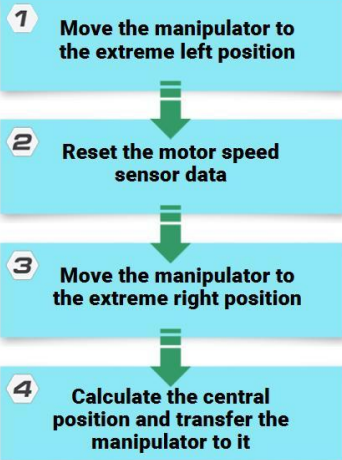 1
Move the manipulator to
the extreme left position
2
Reset the motor speed
sensor data
3
Move the manipulator to
the extreme right position
4
Calculate the central
position and transfer the
manipulator to it